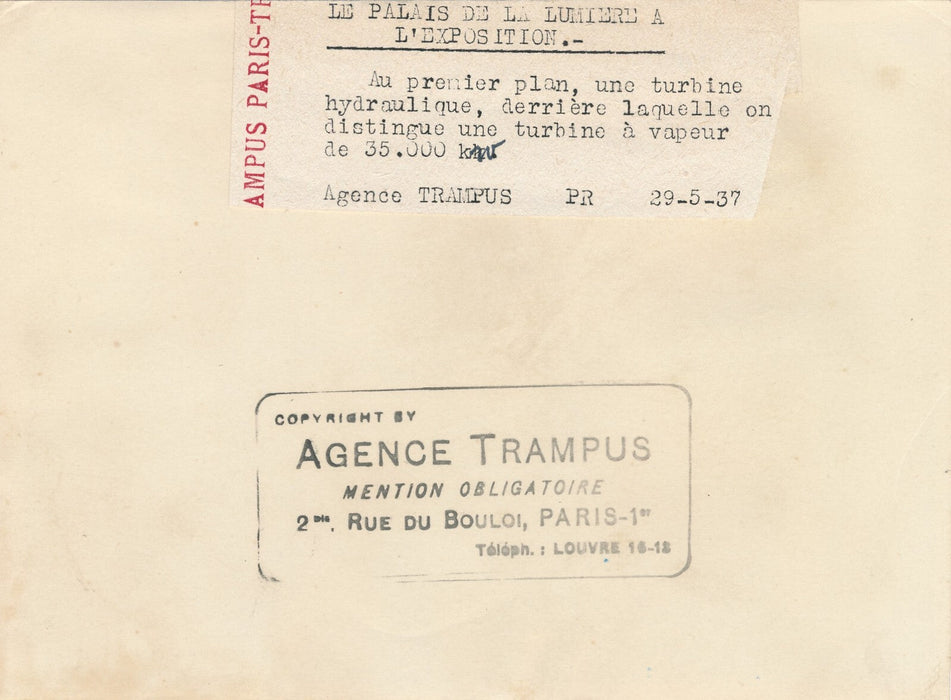 AMPUS PARIS-TR
LE PALAIS DE LA LUMIERE A
L'EXPOSITION.-
Au premier plan, une turbine
hydraulique, derrière laquelle on
distingue une turbine à vapeur
de 35.000 kw
Agence TRAMPUS PR 29-5-37
COPYRIGHT BY
AGENCE TRAMPUS
MENTION OBLIGATOIRE
2bis. RUE DU BOULOI, PARIS-1er
Téléph. : LOUVRE 16-18